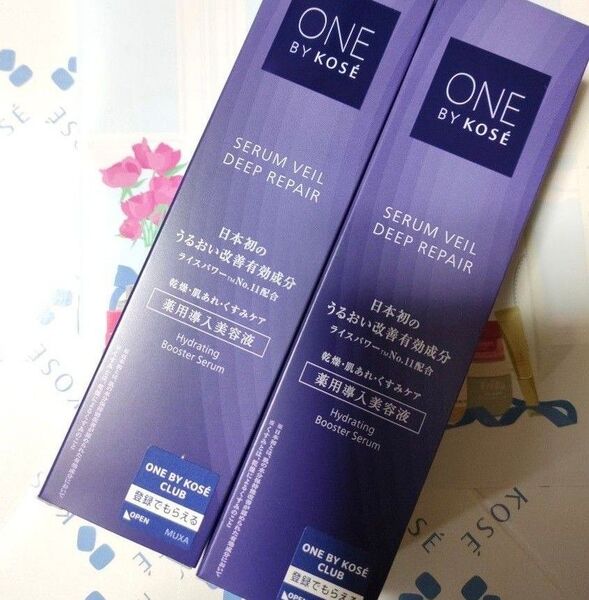 ONE
BY KOSÉ
SERUM VEIL
DEEP REPAIR
日本初の
うるおい改善有効成分
ライスパワー™No.11配合
乾燥・肌あれ・くすみケア
薬用導入美容液
Hydrating
Booster Serum
ONE BY KOSÉ
CLUB
登録でもらえる
OPEN
MUXA
ONE
BY KOSÉ
SERUM VEIL
DEEP REPAIR
日本初の
うるおい改善有効成分
ライスパワー™No.11配合
乾燥・肌あれ・くすみケア
薬用導入美容液
Hydrating
Booster Serum
ONE BY KOSÉ
CLUB
登録でもらえる
OPEN
KOSÉ
KOSÉ
KOSÉ